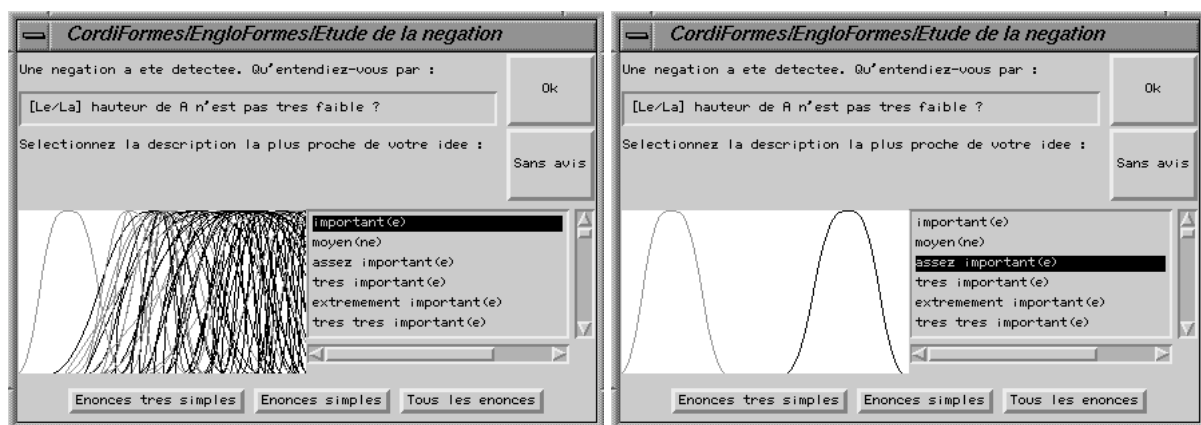 CordiFormes/EngloFormes/Etude de la negation
Une negation a ete detectee. Qu'entendiez-vous par :
[Le/La] hauteur de A n'est pas tres faible ?
Ok
Selectionnez la description la plus proche de votre idee :
Sans avis
important(e)
moyen(ne)
assez important(e)
tres important(e)
extremement important(e)
tres tres important(e)
Enonces tres simples
Enonces simples
Tous les enonces
CordiFormes/EngloFormes/Etude de la negation
Une negation a ete detectee. Qu'entendiez-vous par :
[Le/La] hauteur de A n'est pas tres faible ?
Ok
Selectionnez la description la plus proche de votre idee :
Sans avis
important(e)
moyen(ne)
assez important(e)
tres important(e)
extremement important(e)
tres tres important(e)
Enonces tres simples
Enonces simples
Tous les enonces